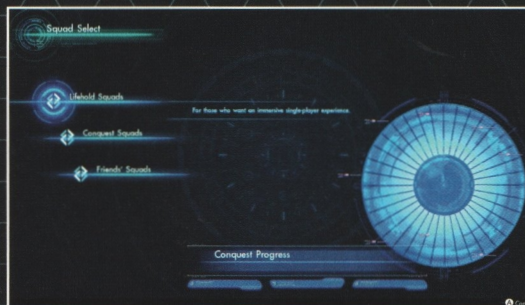 Squad Select
Lifehold Squads
For those who want an immersive single-player experience.
Conquest Squads
Friends' Squads
Conquest Progress